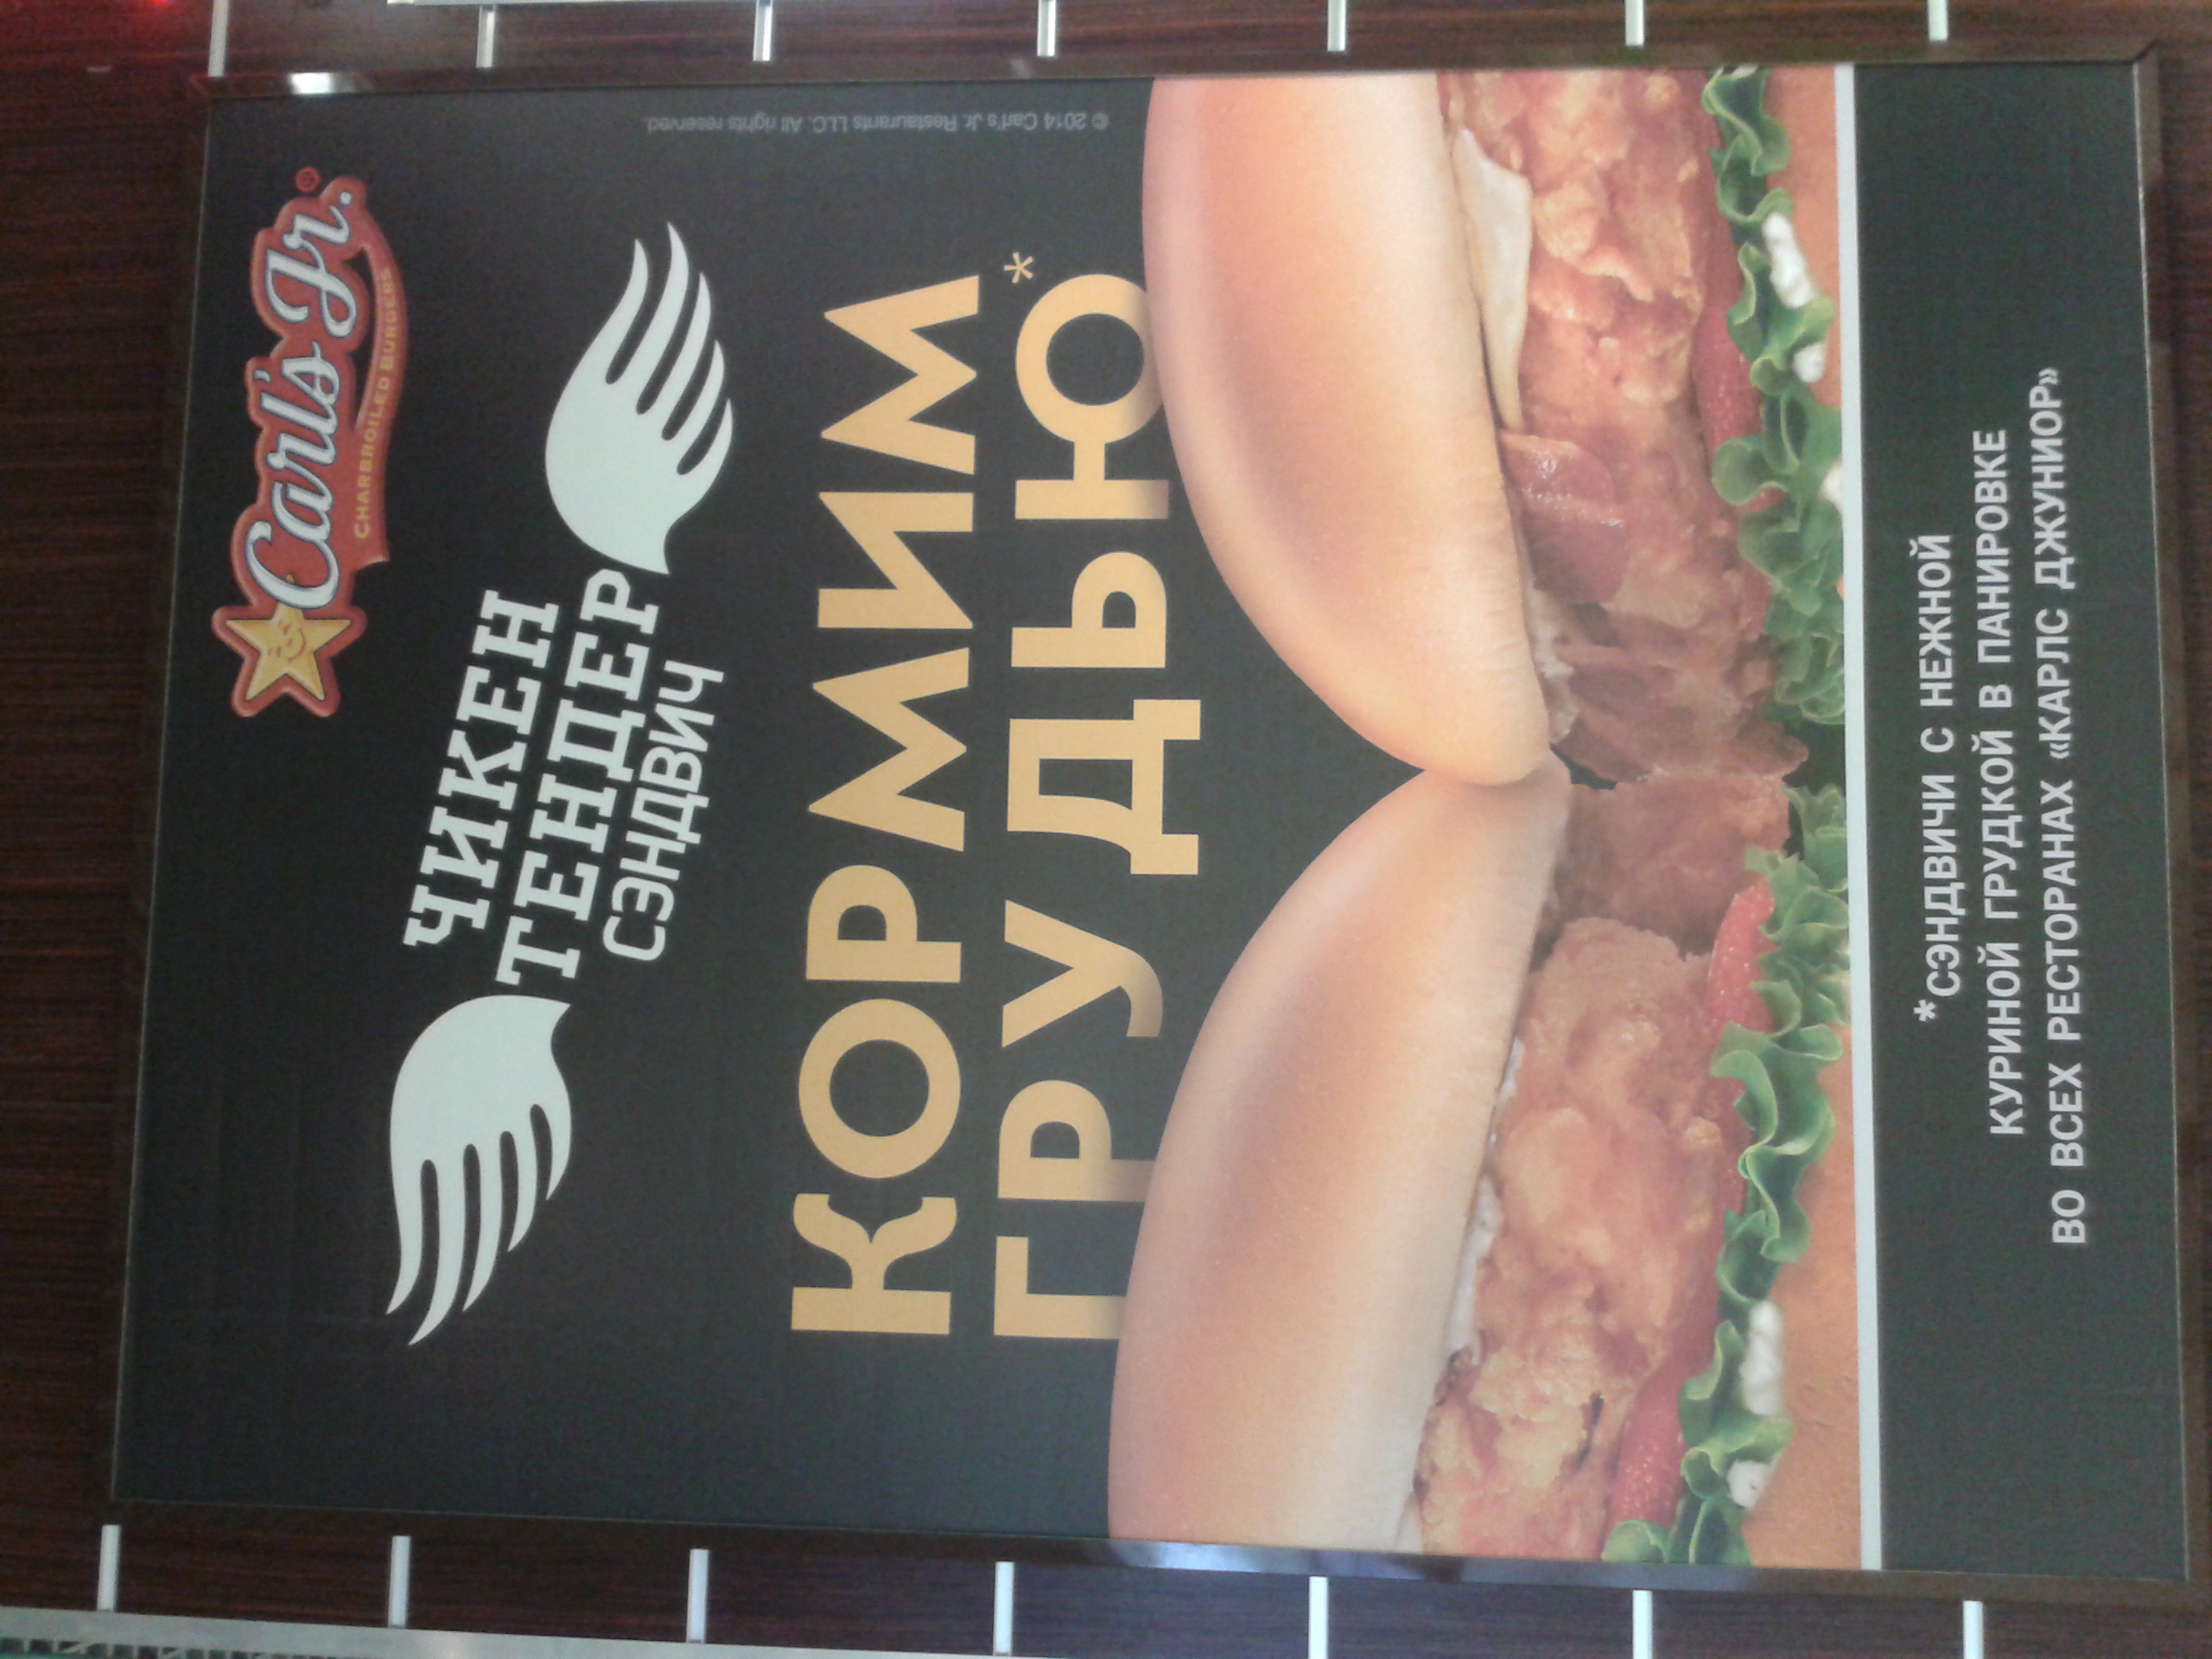 Carl's Jr.®
CHARBROILED BURGERS
ЧИКЕН
ТЕНДЕР
СЭНДВИЧ
КОРМИМ
ГРУДЬЮ*
© 2014 Carl's Jr. Restaurants LLC. All rights reserved.
*СЭНДВИЧИ С НЕЖНОЙ
КУРИНОЙ ГРУДКОЙ В ПАНИРОВКЕ
ВО ВСЕХ РЕСТОРАНАХ «КАРЛС ДЖУНИОР»